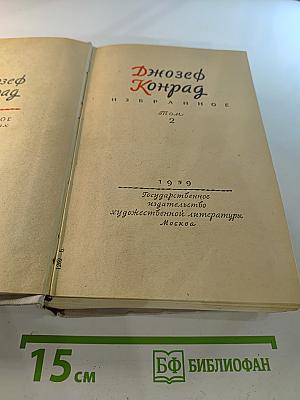 Джозеф
Конрад
ИЗБРАННОЕ
Том
2
1959
Государственное
издательство
художественной литературы
Москва
15 см
БФ БИБЛИОФАН